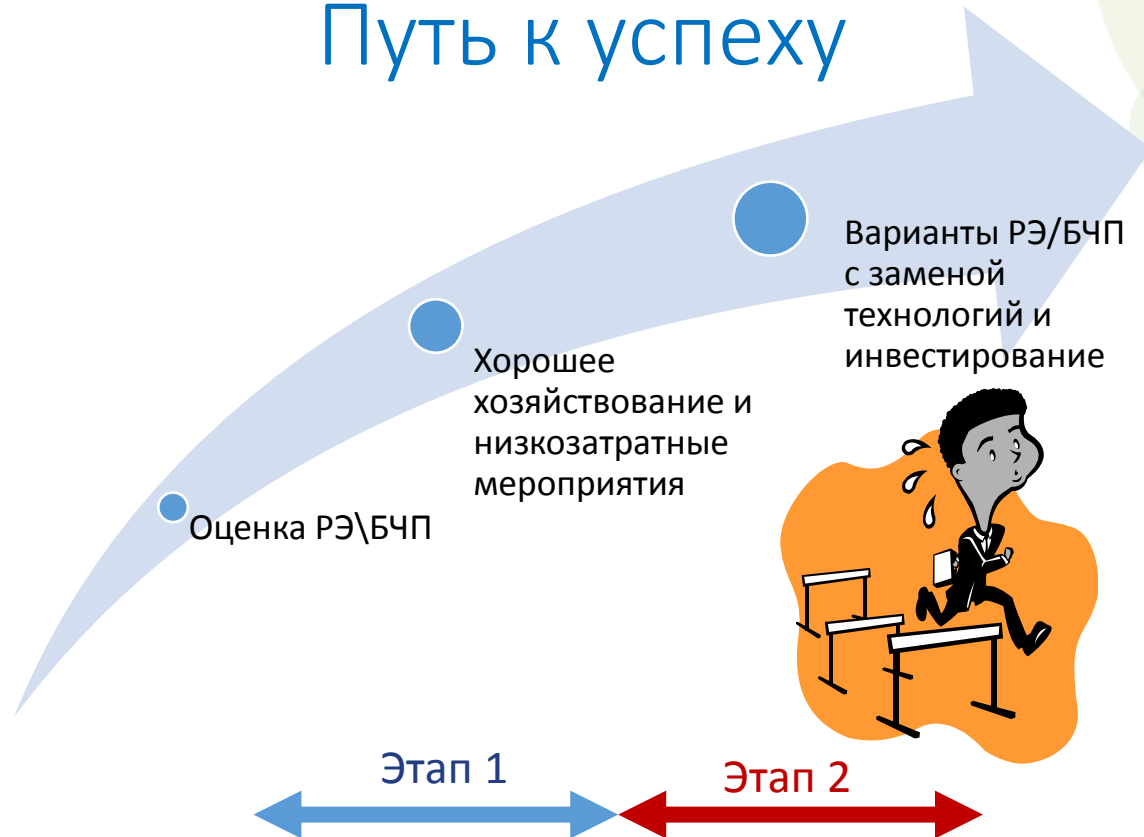 Путь к успеху
Варианты РЭ/БЧП
с заменой
технологий и
инвестирование
Хорошее
хозяйствование и
низкозатратные
мероприятия
Оценка РЭ\БЧП
Этап 1
Этап 2